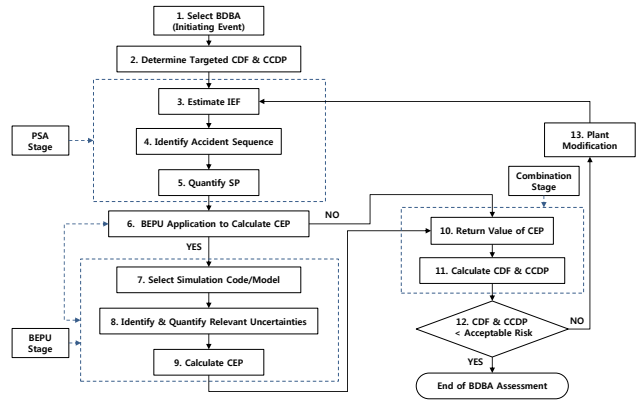 1. Select BDBA
(Initiating Event)
2. Determine Targeted CDF & CCDP
3. Estimate IEF
4. Identify Accident Sequence
5. Quantify SP
PSA
Stage
6. BEPU Application to Calculate CEP
NO
YES
7. Select Simulation Code/Model
8. Identify & Quantify Relevant Uncertainties
9. Calculate CEP
BEPU
Stage
13. Plant
Modification
Combination
Stage
10. Return Value of CEP
11. Calculate CDF & CCDP
12. CDF & CCDP
< Acceptable Risk
NO
YES
End of BDBA Assessment